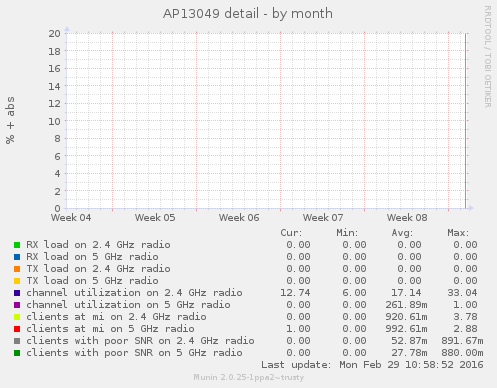 AP13049 detail - by month
RRDTOOL / TOBI OETIKER
% + abs
20
18
16
14
12
10
8
6
4
2
0
Week 04 Week 05 Week 06 Week 07 Week 08
Cur: Min: Avg: Max:
RX load on 2.4 GHz radio 0.00 0.00 0.00 0.00
RX load on 5 GHz radio 0.00 0.00 0.00 0.00
TX load on 2.4 GHz radio 0.00 0.00 0.00 0.00
TX load on 5 GHz radio 0.00 0.00 0.00 0.00
channel utilization on 2.4 GHz radio 12.74 6.00 17.14 33.04
channel utilization on 5 GHz radio 0.00 0.00 261.89m 1.00
clients at mi on 2.4 GHz radio 0.00 0.00 920.61m 3.78
clients at mi on 5 GHz radio 1.00 0.00 992.61m 2.88
clients with poor SNR on 2.4 GHz radio 0.00 0.00 52.87m 891.67m
clients with poor SNR on 5 GHz radio 0.00 0.00 27.78m 880.00m
Last update: Mon Feb 29 10:58:52 2016
Munin 2.0.25-1ppa2~trusty